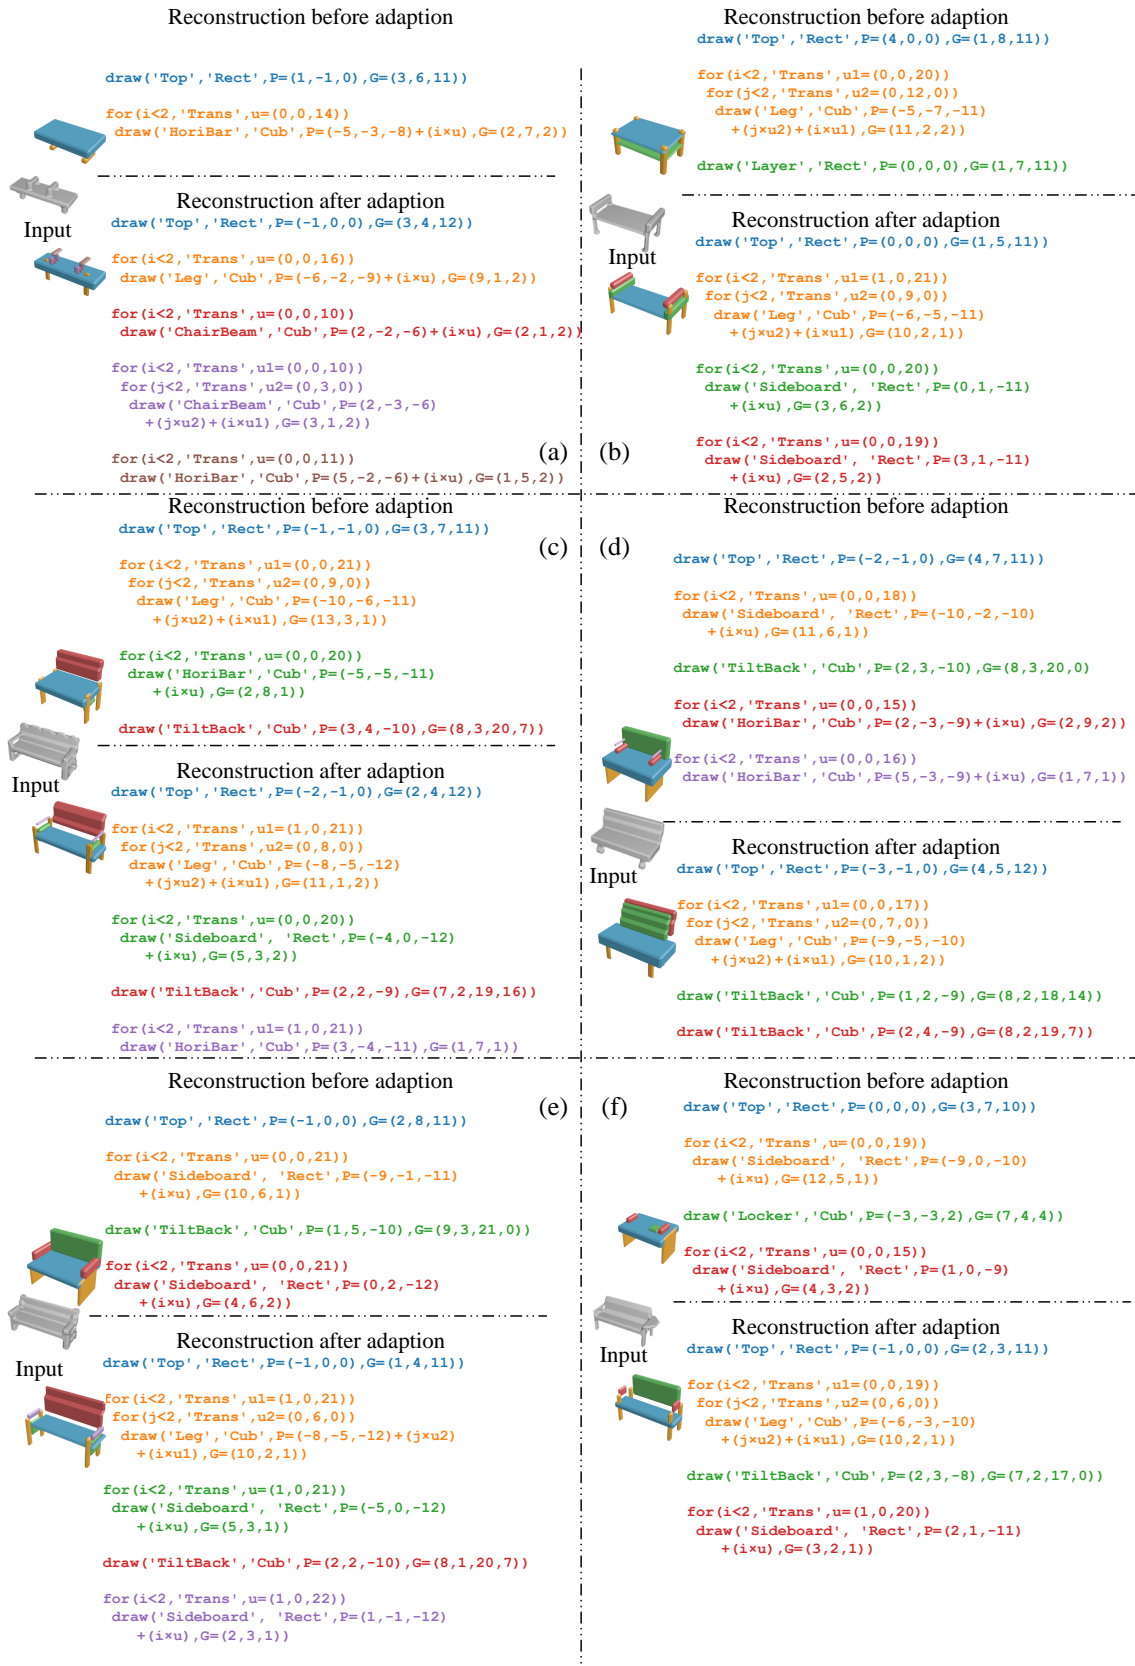 Reconstruction before adaption
draw('Top','Rect',P=(1,-1,0),G=(3,6,11))
for(i<2,'Trans',u=(0,0,14))
draw('HoriBar','Cub',P=(-5,-3,-8)+(i×u),G=(2,7,2))
Input
Reconstruction after adaption
draw('Top','Rect',P=(-1,0,0),G=(3,4,12))
for(i<2,'Trans',u=(0,0,16))
draw('Leg','Cub',P=(-6,-2,-9)+(i×u),G=(9,1,2))
for(i<2,'Trans',u=(0,0,10))
draw('ChairBeam','Cub',P=(2,-2,-6)+(i×u),G=(2,1,2))
for(i<2,'Trans',u1=(0,0,10))
for(j<2,'Trans',u2=(0,3,0))
draw('ChairBeam','Cub',P=(2,-3,-6)
+(j×u2)+(i×u1),G=(3,1,2))
for(i<2,'Trans',u=(0,0,11))
draw('HoriBar','Cub',P=(5,-2,-6)+(i×u),G=(1,5,2))
(a)
Reconstruction before adaption
draw('Top','Rect',P=(4,0,0),G=(1,8,11))
for(i<2,'Trans',u1=(0,0,20))
for(j<2,'Trans',u2=(0,12,0))
draw('Leg','Cub',P=(-5,-7,-11)
+(j×u2)+(i×u1),G=(11,2,2))
draw('Layer','Rect',P=(0,0,0),G=(1,7,11))
Input
Reconstruction after adaption
draw('Top','Rect',P=(0,0,0),G=(1,5,11))
for(i<2,'Trans',u1=(1,0,21))
for(j<2,'Trans',u2=(0,9,0))
draw('Leg','Cub',P=(-6,-5,-11)
+(j×u2)+(i×u1),G=(10,2,1))
for(i<2,'Trans',u=(0,0,20))
draw('Sideboard', 'Rect',P=(0,1,-11)
+(i×u),G=(3,6,2))
for(i<2,'Trans',u=(0,0,19))
draw('Sideboard', 'Rect',P=(3,1,-11)
+(i×u),G=(2,5,2))
(b)
Reconstruction before adaption
draw('Top','Rect',P=(-1,-1,0),G=(3,7,11))
(c)
for(i<2,'Trans',u1=(0,0,21))
for(j<2,'Trans',u2=(0,9,0))
draw('Leg','Cub',P=(-10,-6,-11)
+(j×u2)+(i×u1),G=(13,3,1))
for(i<2,'Trans',u=(0,0,20))
draw('HoriBar','Cub',P=(-5,-5,-11)
+(i×u),G=(2,8,1))
draw('TiltBack','Cub',P=(3,4,-10),G=(8,3,20,7))
Input
Reconstruction after adaption
draw('Top','Rect',P=(-2,-1,0),G=(2,4,12))
for(i<2,'Trans',u1=(1,0,21))
for(j<2,'Trans',u2=(0,8,0))
draw('Leg','Cub',P=(-8,-5,-12)
+(j×u2)+(i×u1),G=(11,1,2))
for(i<2,'Trans',u=(0,0,20))
draw('Sideboard', 'Rect',P=(-4,0,-12)
+(i×u),G=(5,3,2))
draw('TiltBack','Cub',P=(2,2,-9),G=(7,2,19,16))
for(i<2,'Trans',u1=(1,0,21))
draw('HoriBar','Cub',P=(3,-4,-11),G=(1,7,1))
Reconstruction before adaption
(d)
draw('Top','Rect',P=(-2,-1,0),G=(4,7,11))
for(i<2,'Trans',u=(0,0,18))
draw('Sideboard', 'Rect',P=(-10,-2,-10)
+(i×u),G=(11,6,1))
draw('TiltBack','Cub',P=(2,3,-10),G=(8,3,20,0)
for(i<2,'Trans',u=(0,0,15))
draw('HoriBar','Cub',P=(2,-3,-9)+(i×u),G=(2,9,2))
for(i<2,'Trans',u=(0,0,16))
draw('HoriBar','Cub',P=(5,-3,-9)+(i×u),G=(1,7,1))
Input
Reconstruction after adaption
draw('Top','Rect',P=(-3,-1,0),G=(4,5,12))
for(i<2,'Trans',u1=(0,0,17))
for(j<2,'Trans',u2=(0,7,0))
draw('Leg','Cub',P=(-9,-5,-10)
+(j×u2)+(i×u1),G=(10,1,2))
draw('TiltBack','Cub',P=(1,2,-9),G=(8,2,18,14))
draw('TiltBack','Cub',P=(2,4,-9),G=(8,2,19,7))
Reconstruction before adaption
(e)
draw('Top','Rect',P=(-1,0,0),G=(2,8,11))
for(i<2,'Trans',u=(0,0,21))
draw('Sideboard', 'Rect',P=(-9,-1,-11)
+(i×u),G=(10,6,1))
draw('TiltBack','Cub',P=(1,5,-10),G=(9,3,21,0))
for(i<2,'Trans',u=(0,0,21))
draw('Sideboard', 'Rect',P=(0,2,-12)
+(i×u),G=(4,6,2))
Input
Reconstruction after adaption
draw('Top','Rect',P=(-1,0,0),G=(1,4,11))
for(i<2,'Trans',u1=(1,0,21))
for(j<2,'Trans',u2=(0,6,0))
draw('Leg','Cub',P=(-8,-5,-12)+(j×u2)
+(i×u1),G=(10,2,1))
for(i<2,'Trans',u=(1,0,21))
draw('Sideboard', 'Rect',P=(-5,0,-12)
+(i×u),G=(5,3,1))
draw('TiltBack','Cub',P=(2,2,-10),G=(8,1,20,7))
for(i<2,'Trans',u=(1,0,22))
draw('Sideboard', 'Rect',P=(1,-1,-12)
+(i×u),G=(2,3,1))
Reconstruction before adaption
(f)
draw('Top','Rect',P=(0,0,0),G=(3,7,10))
for(i<2,'Trans',u=(0,0,19))
draw('Sideboard', 'Rect',P=(-9,0,-10)
+(i×u),G=(12,5,1))
draw('Locker','Cub',P=(-3,-3,2),G=(7,4,4))
for(i<2,'Trans',u=(0,0,15))
draw('Sideboard', 'Rect',P=(1,0,-9)
+(i×u),G=(4,3,2))
Input
Reconstruction after adaption
draw('Top','Rect',P=(-1,0,0),G=(2,3,11))
for(i<2,'Trans',u1=(0,0,19))
for(j<2,'Trans',u2=(0,6,0))
draw('Leg','Cub',P=(-6,-3,-10)
+(j×u2)+(i×u1),G=(10,2,1))
draw('TiltBack','Cub',P=(2,3,-8),G=(7,2,17,0))
for(i<2,'Trans',u=(1,0,20))
draw('Sideboard', 'Rect',P=(2,1,-11)
+(i×u),G=(3,2,1))